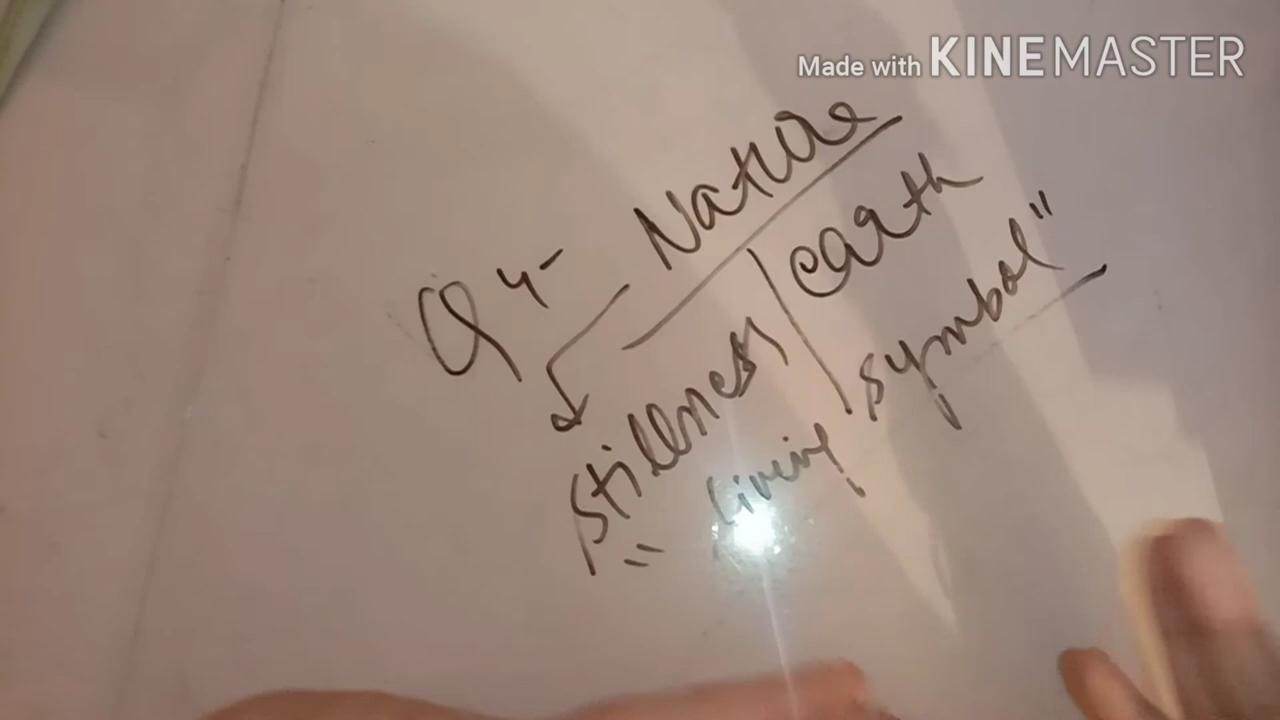 Made with KINEMASTER
Q4- Nature
Stillness / earth
" living symbol"